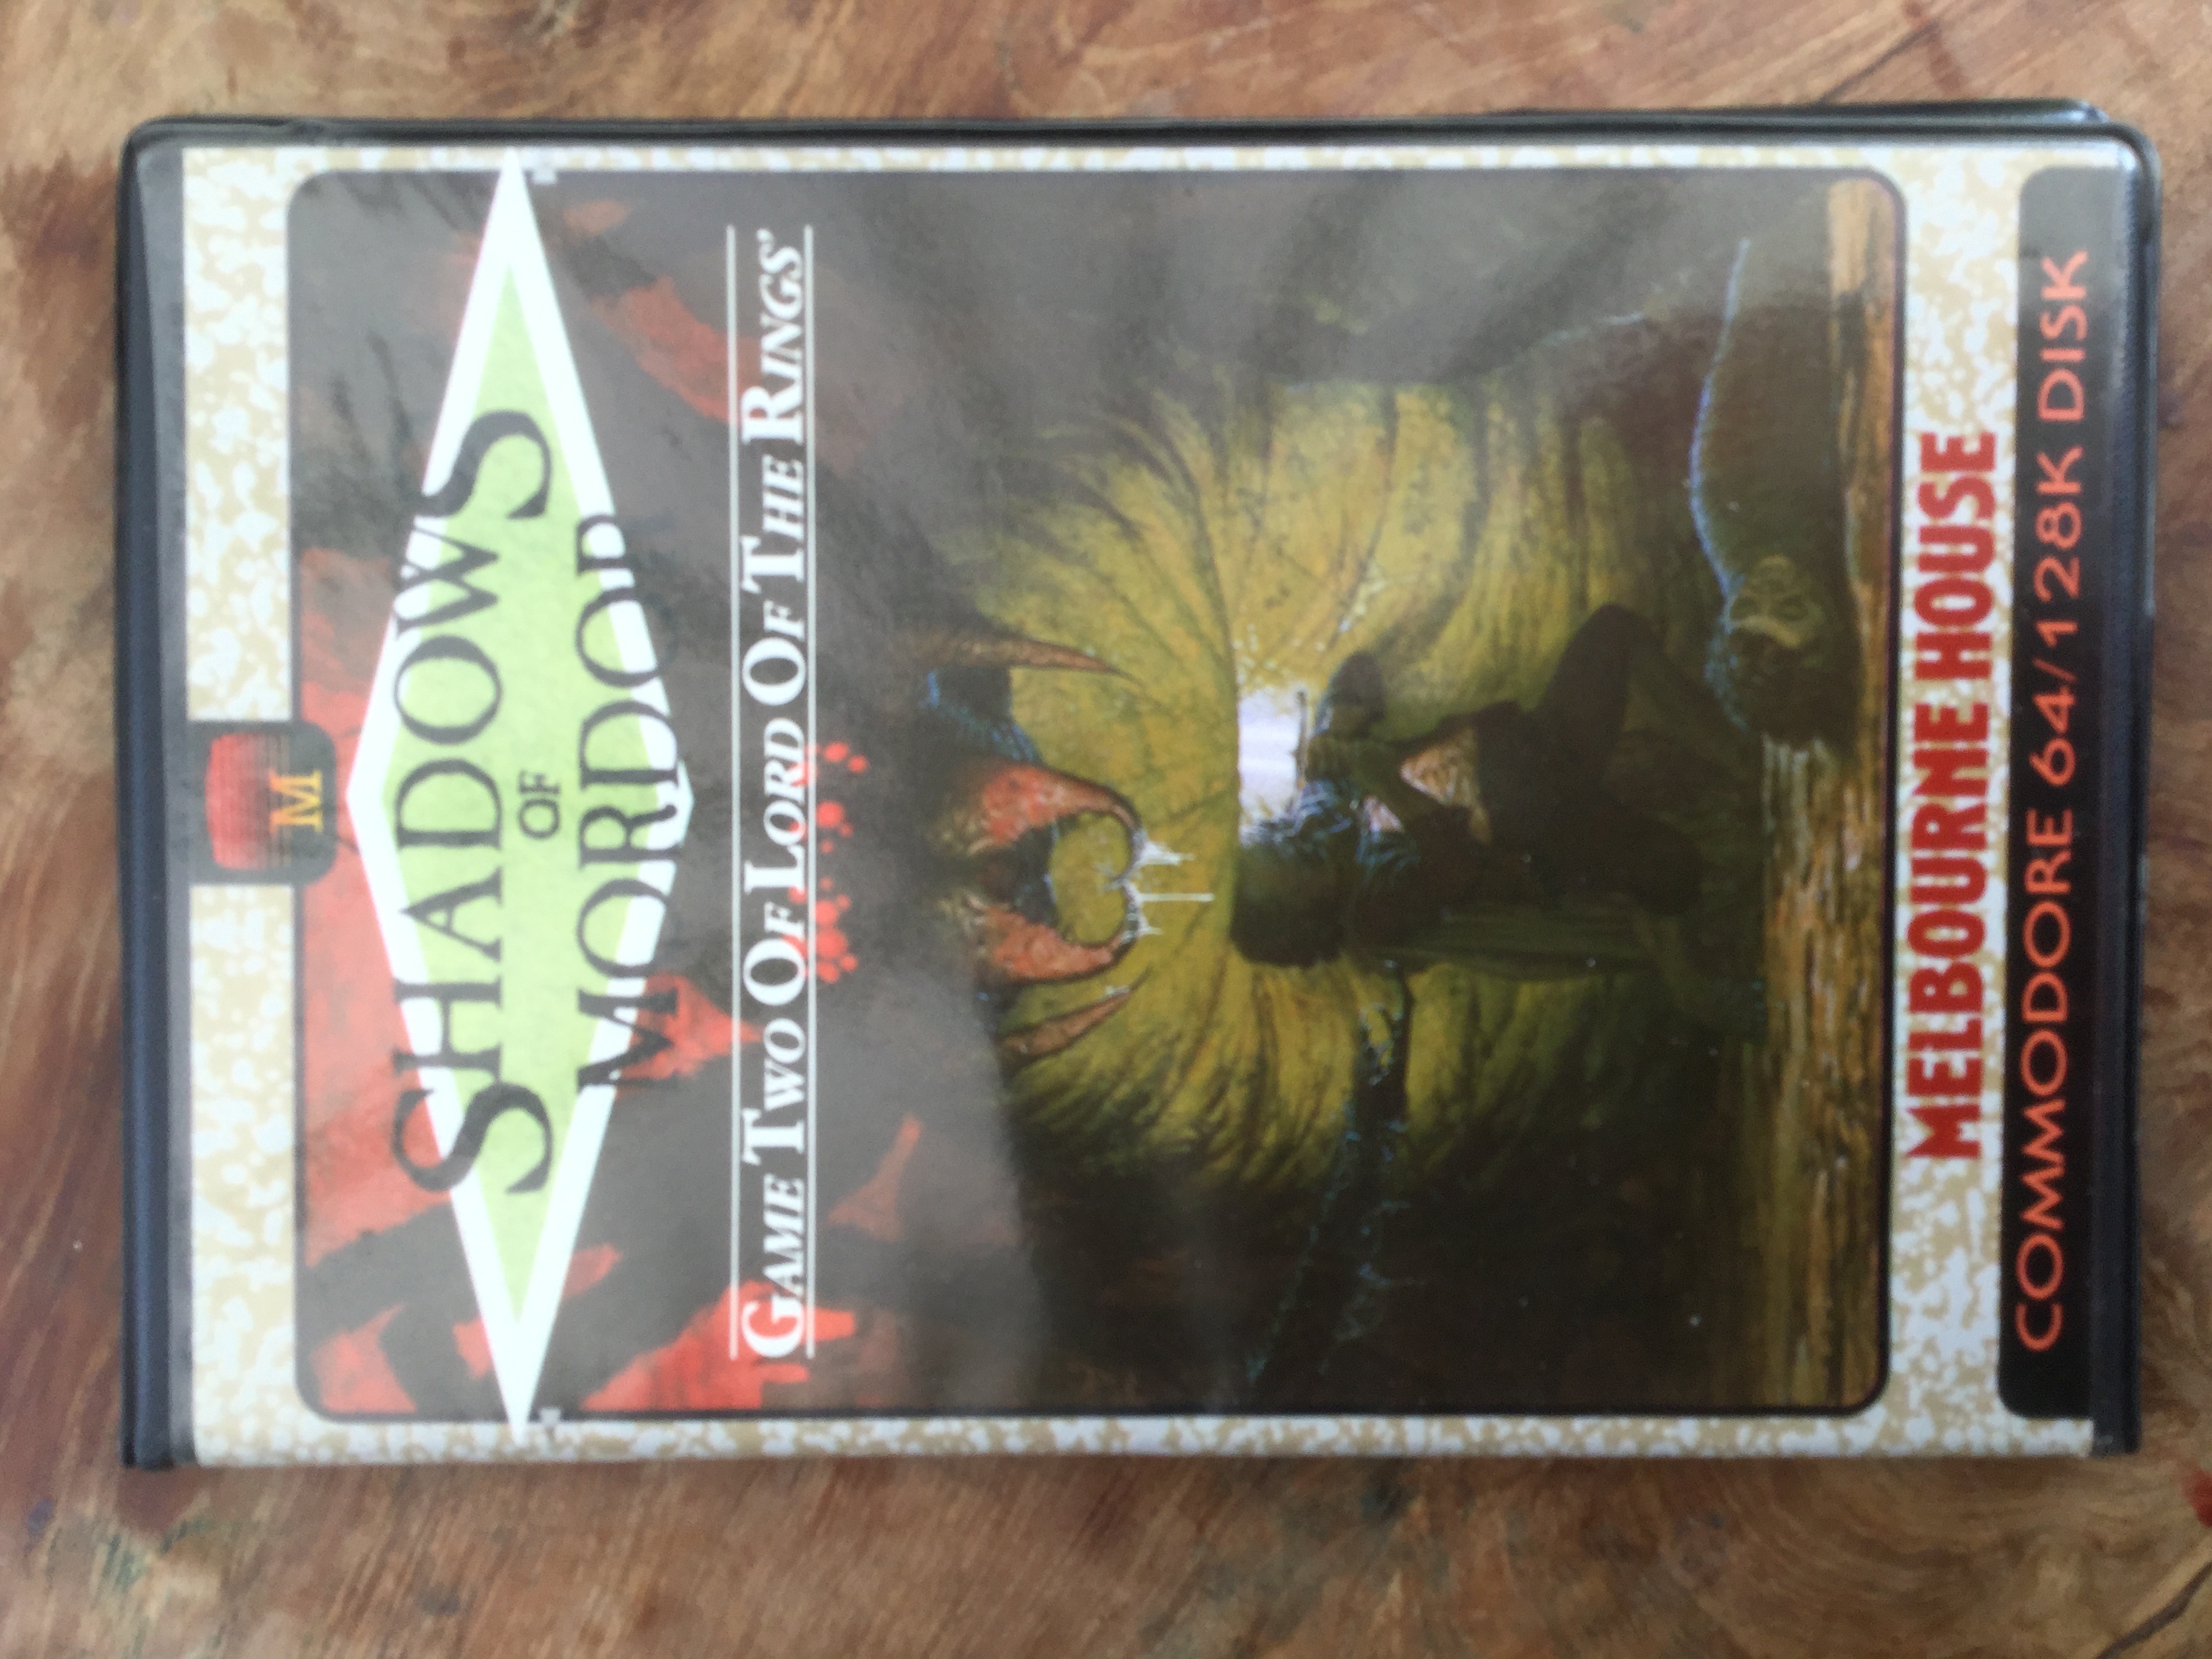 M
SHADOWS
OF
MORDOR
GAME TWO OF LORD OF THE RINGS'
MELBOURNE HOUSE
COMMODORE 64/128K DISK